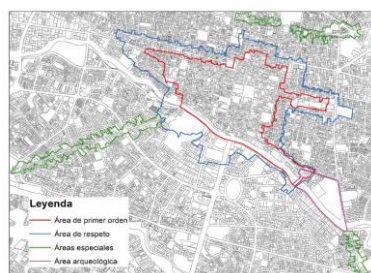 Leyenda
Área de primer orden
Área de respeto
Áreas especiales
Área arqueológica